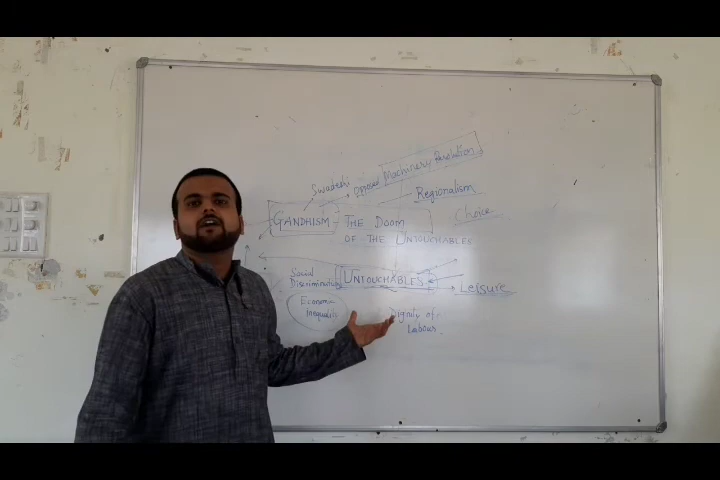 Swadeshi
Opposed Machinery Revolution
Regionalism
GANDHISM – THE DOOM
OF THE UNTOUCHABLES
Choice
Social
Discrimination
UNTOUCHABLES
Leisure
Economic
Inequality
Dignity of
Labour